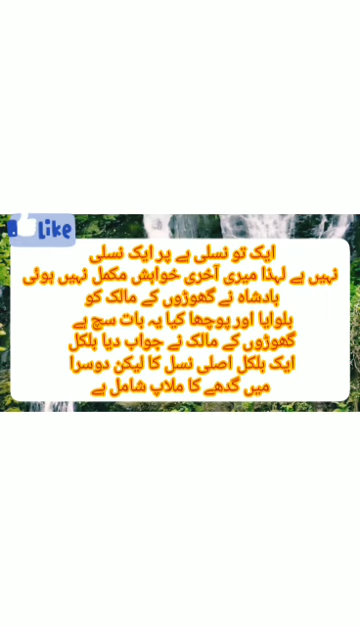 Like
ایک تو نسلی ہے پر ایک نسلی
نہیں ہے لہذا میری آخری خواہش مکمل نہیں ہوئی
بادشاہ نے گھوڑوں کے مالک کو
بلوایا اور پوچھا کیا یہ بات سچ ہے
گھوڑوں کے مالک نے جواب دیا بلکل
ایک بلکل اصلی نسل کا لیکن دوسرا
میں گدھے کا ملاپ شامل ہے